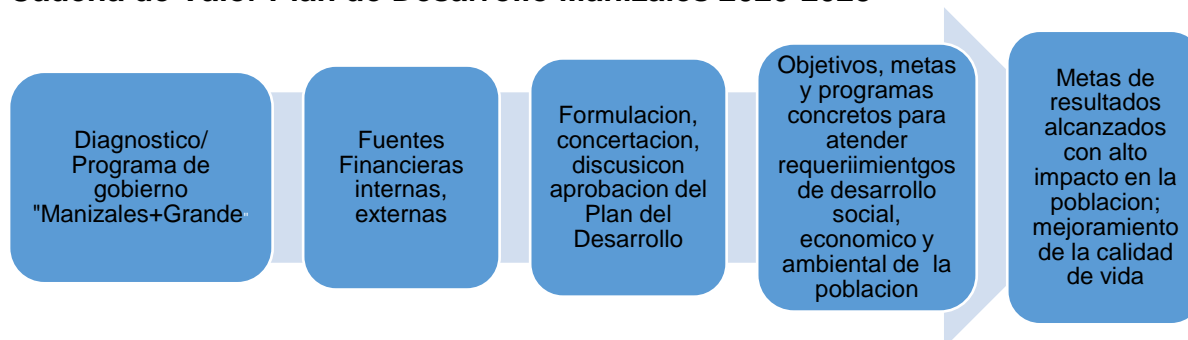 Diagnostico/
Programa de
gobierno
"Manizales+Grande"
Fuentes
Financieras
internas,
externas
Formulacion,
concertacion,
discusicon
aprobacion del
Plan del
Desarrollo
Objetivos, metas
y programas
concretos para
atender
requeriimientgos
de desarrollo
social,
economico y
ambiental de la
poblacion
Metas de
resultados
alcanzados
con alto
impacto en la
poblacion;
mejoramiento
de la calidad
de vida